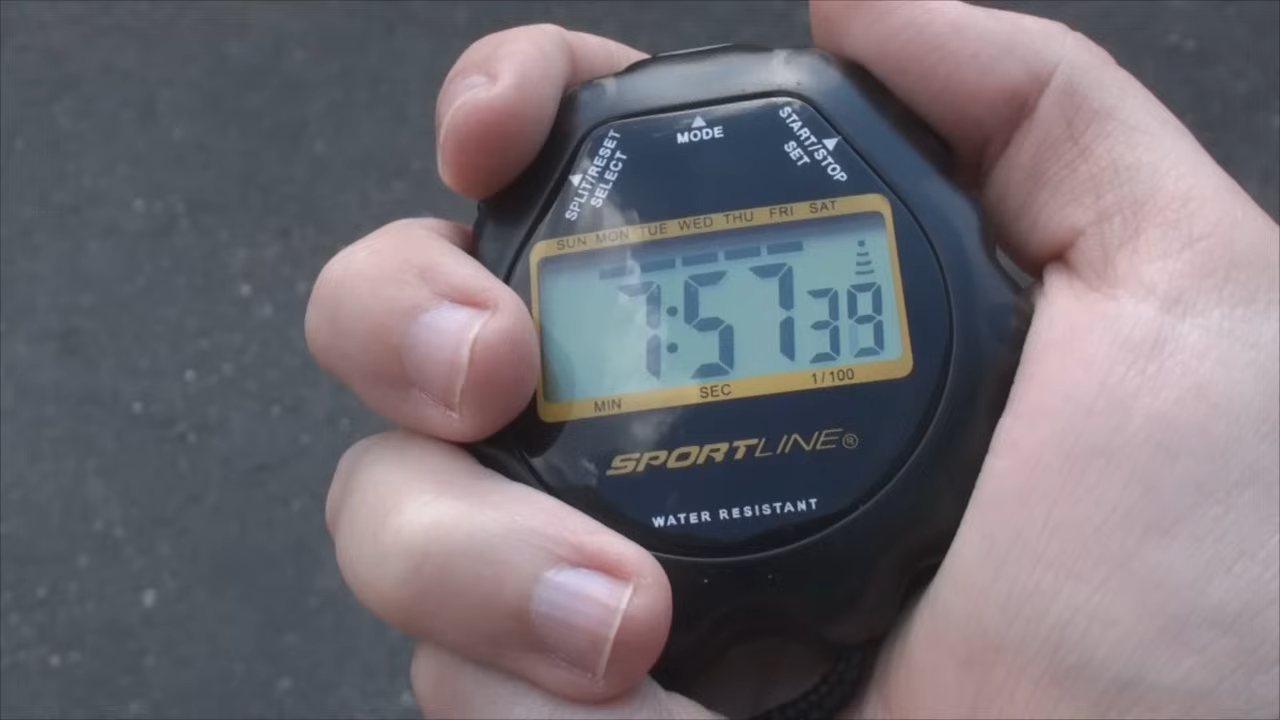 SPLIT/RESET
SELECT
MODE
START/STOP
SET
SUN MON TUE WED THU FRI SAT
7:57 38
MIN SEC 1/100
SPORTLINE®
WATER RESISTANT